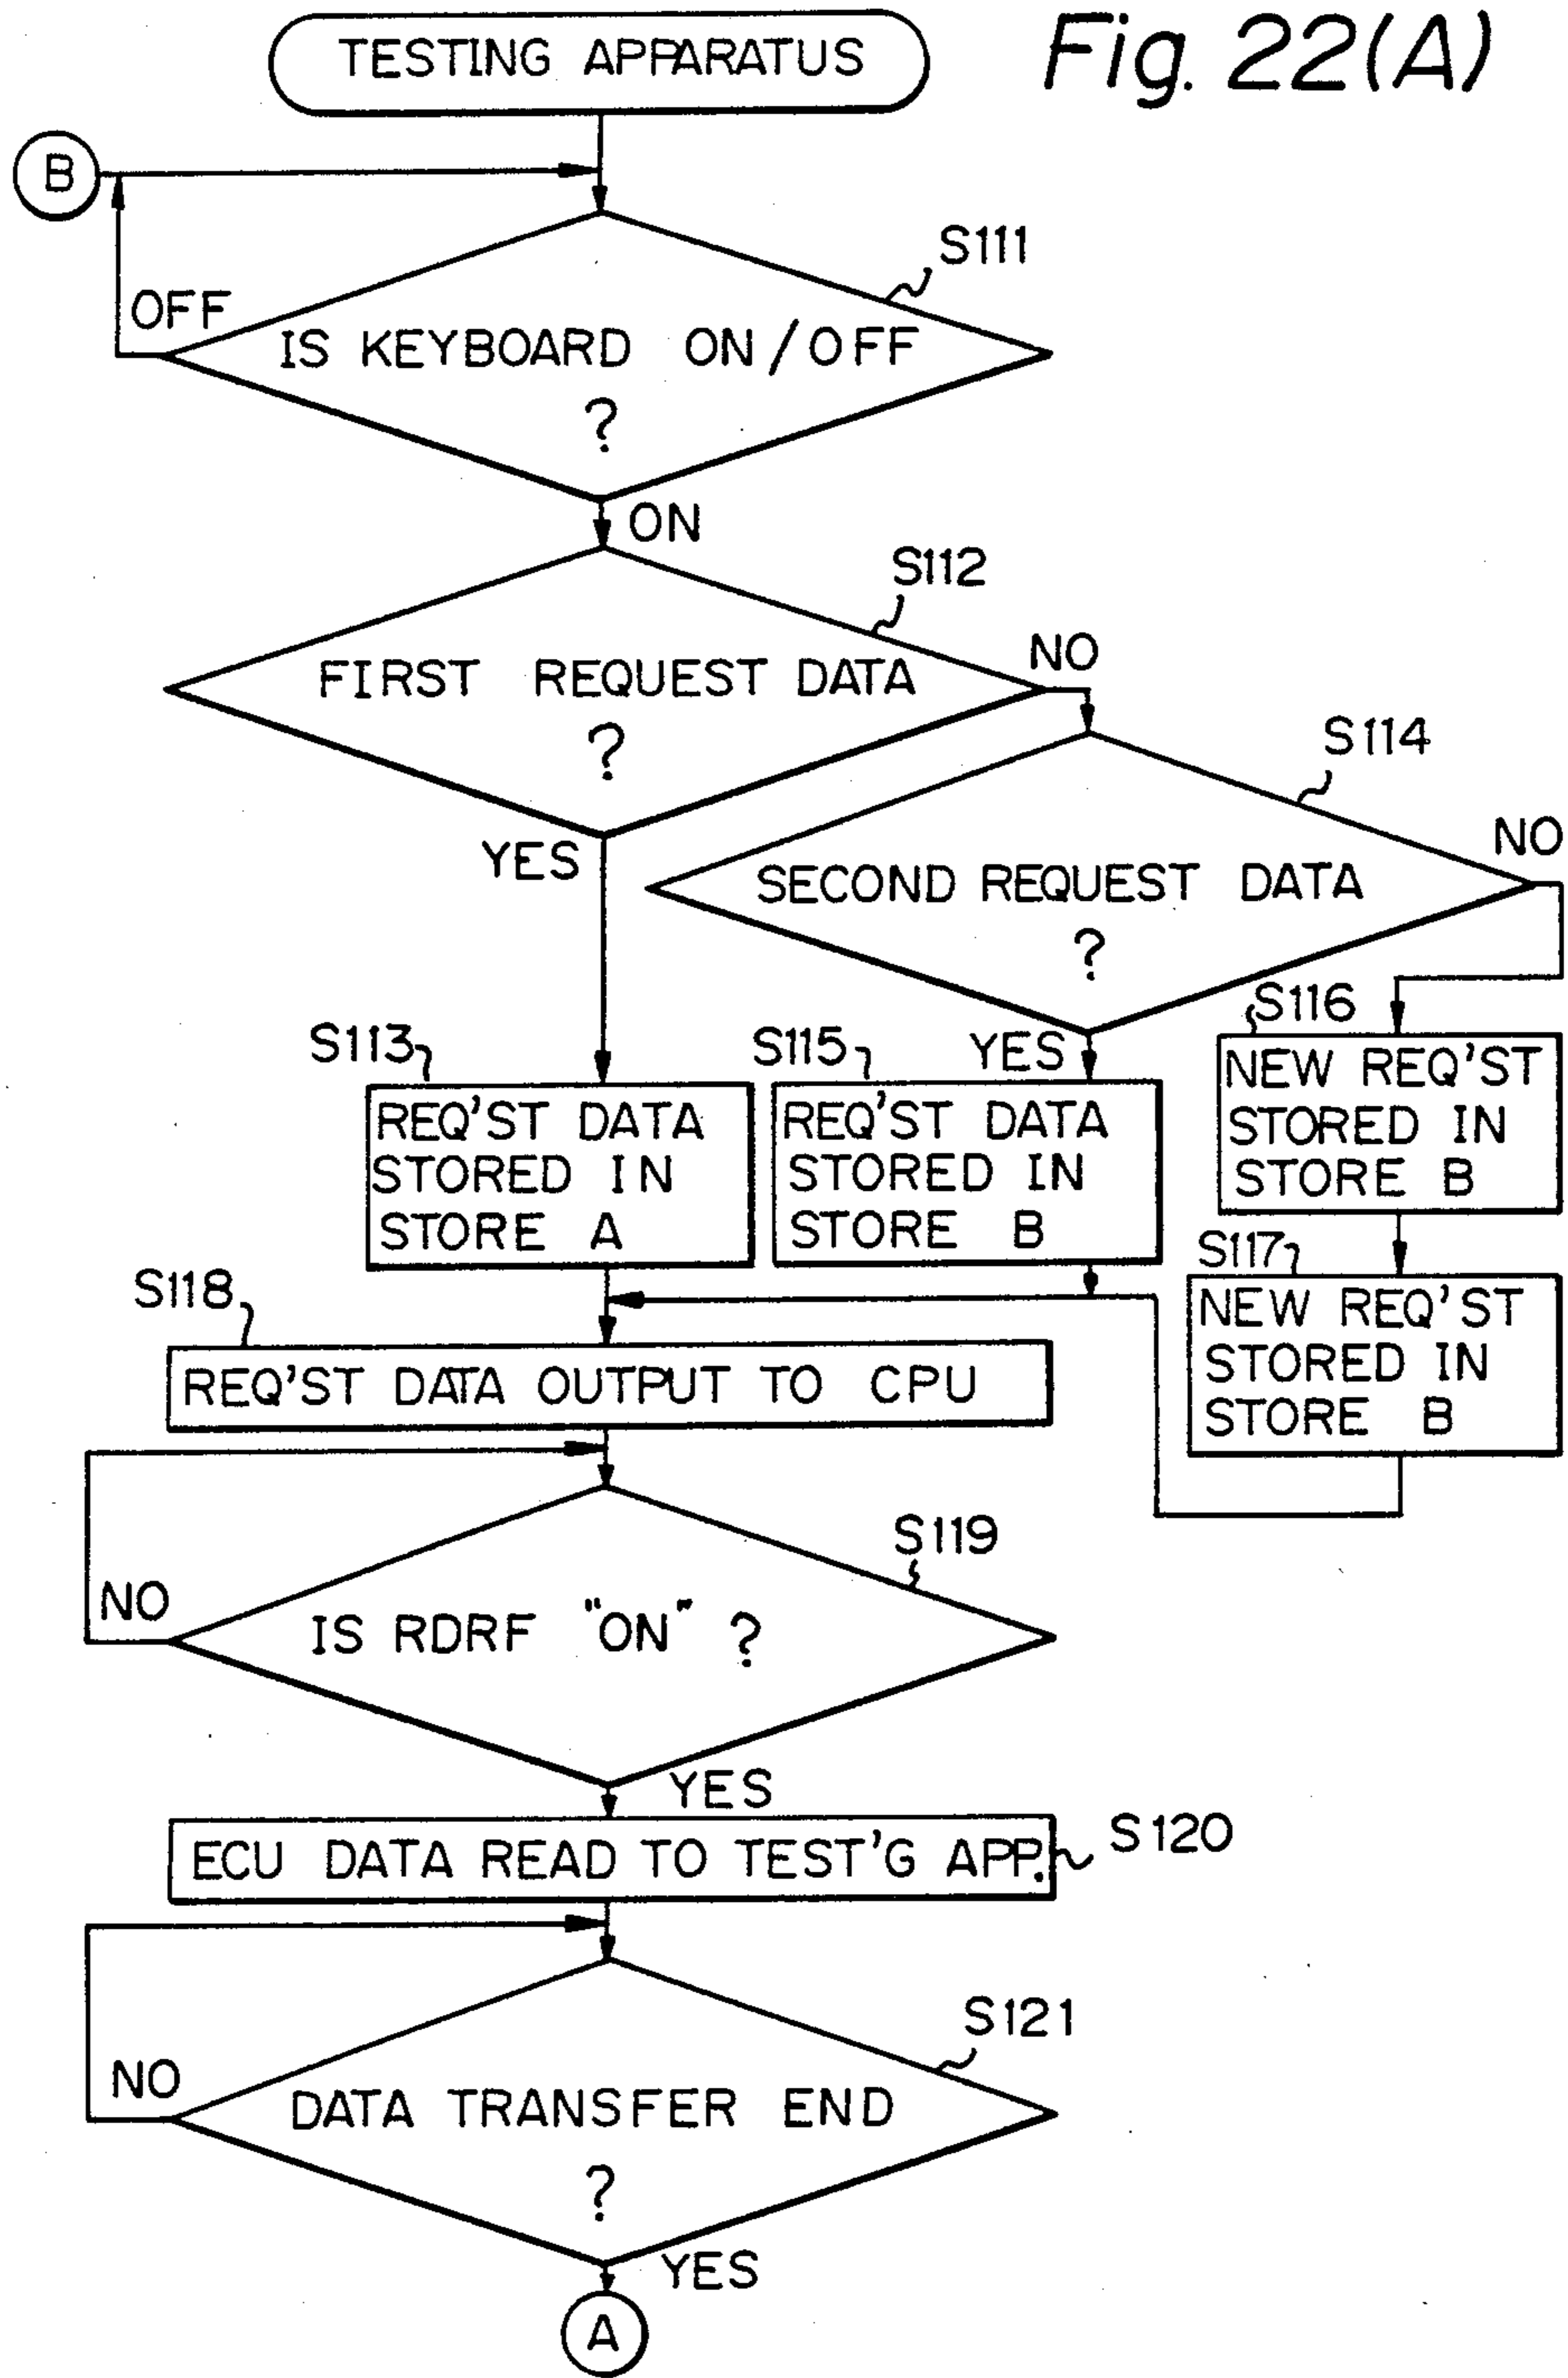 Fig. 22(A)
TESTING APPARATUS
B
S111
OFF
IS KEYBOARD ON/OFF
?
ON
S112
FIRST REQUEST DATA
?
NO
S114
YES
SECOND REQUEST DATA
?
NO
S113
S115
YES
S116
REQ'ST DATA
STORED IN
STORE A
REQ'ST DATA
STORED IN
STORE B
NEW REQ'ST
STORED IN
STORE B
S117
NEW REQ'ST
STORED IN
STORE B
S118
REQ'ST DATA OUTPUT TO CPU
S119
NO
IS RDRF "ON" ?
YES
ECU DATA READ TO TEST'G APP.
S120
S121
NO
DATA TRANSFER END
?
YES
A